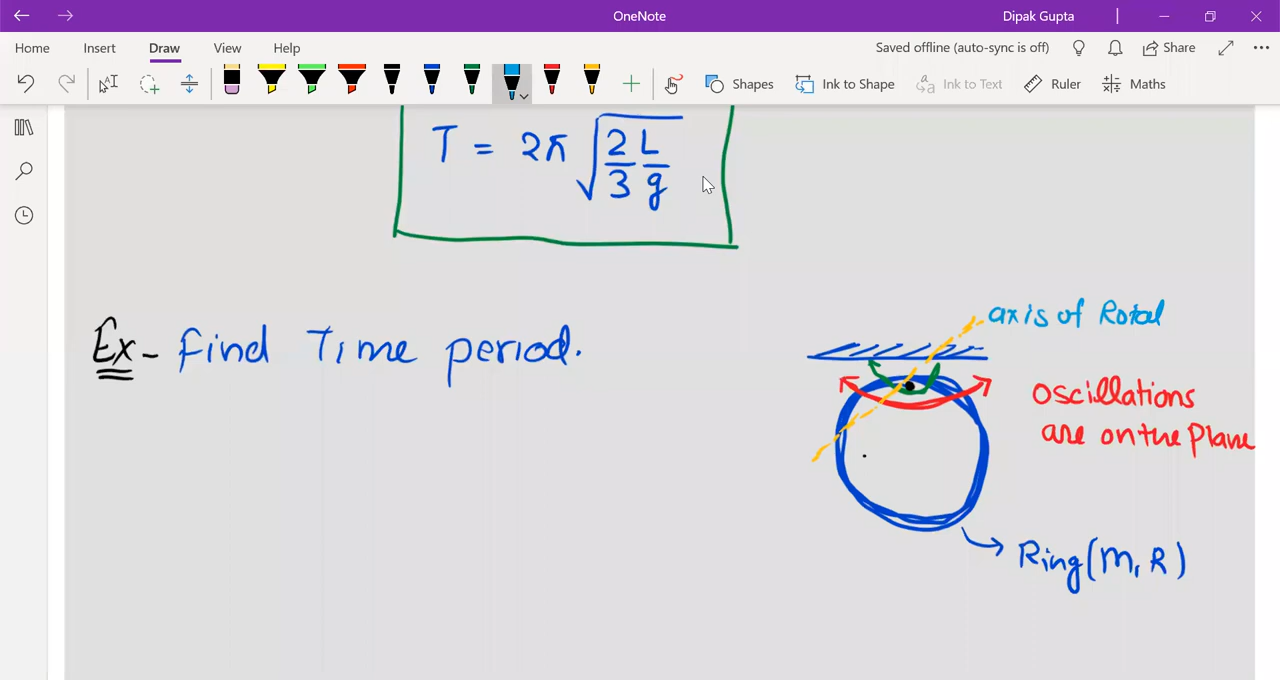 OneNote
Dipak Gupta
Home Insert Draw View Help
Saved offline (auto-sync is off)
Share
Shapes
Ink to Shape
Ink to Text
Ruler
Maths
T = 2π √(2/3 L/g)
Ex- find Time period.
axis of Rotal
oscillations
are on the Plane
Ring(M, R)